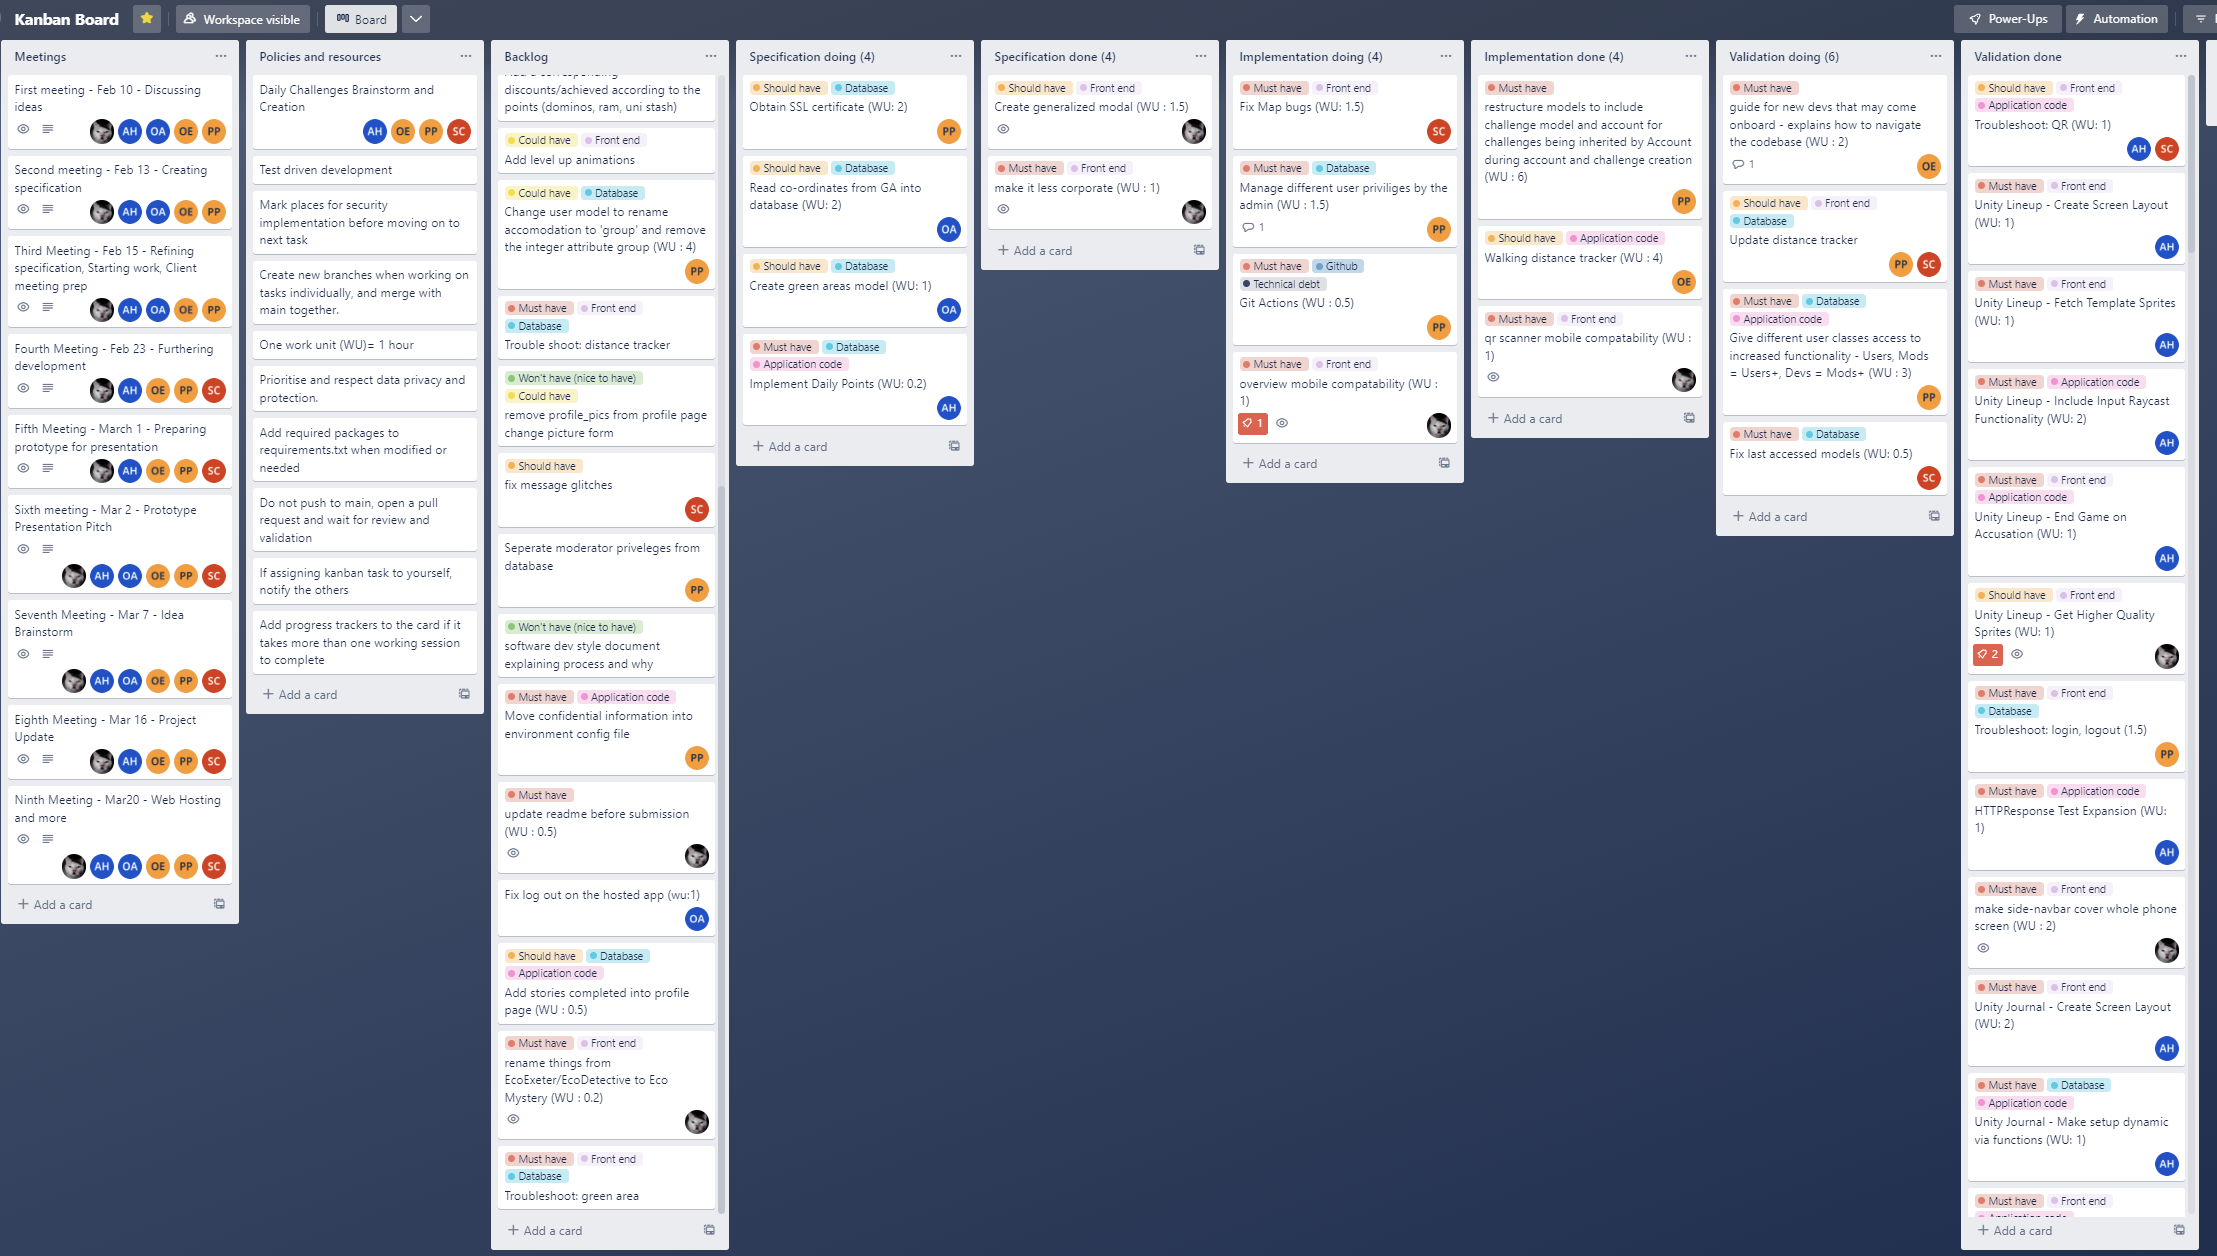 Kanban Board
Workspace visible
Board
Power-Ups
Automation
Meetings
First meeting - Feb 10 - Discussing
ideas
AH OA OE PP
Second meeting - Feb 13 - Creating
specification
AH OA OE PP
Third Meeting - Feb 15 - Refining
specification, Starting work, Client
meeting prep
AH OA OE PP
Fourth Meeting - Feb 23 - Furthering
development
AH OE PP SC
Fifth Meeting - March 1 - Preparing
prototype for presentation
AH OE PP SC
Sixth meeting - Mar 2 - Prototype
Presentation Pitch
AH OA OE PP SC
Seventh Meeting - Mar 7 - Idea
Brainstorm
AH OA OE PP SC
Eighth Meeting - Mar 16 - Project
Update
AH OE PP SC
Ninth Meeting - Mar20 - Web Hosting
and more
AH OA OE PP SC
+ Add a card
Policies and resources
Daily Challenges Brainstorm and
Creation
AH OE PP SC
Test driven development
Mark places for security
implementation before moving on to
next task
Create new branches when working on
tasks individually, and merge with
main together.
One work unit (WU)= 1 hour
Prioritise and respect data privacy and
protection.
Add required packages to
requirements.txt when modified or
needed
Do not push to main, open a pull
request and wait for review and
validation
If assigning kanban task to yourself,
notify the others
Add progress trackers to the card if it
takes more than one working session
to complete
+ Add a card
Backlog
discounts/achieved according to the
points (dominos, ram, uni stash)
Could have Front end
Add level up animations
Could have Database
Change user model to rename
accomodation to 'group' and remove
the integer attribute group (WU : 4)
PP
Must have Front end
Database
Trouble shoot: distance tracker
Won't have (nice to have)
Could have
remove profile_pics from profile page
change picture form
Should have
fix message glitches
SC
Seperate moderator priveleges from
database
PP
Won't have (nice to have)
software dev style document
explaining process and why
Must have Application code
Move confidential information into
environment config file
PP
Must have
update readme before submission
(WU : 0.5)
Fix log out on the hosted app (wu:1)
OA
Should have Database
Application code
Add stories completed into profile
page (WU : 0.5)
Must have Front end
rename things from
EcoExeter/EcoDetective to Eco
Mystery (WU : 0.2)
Must have Front end
Database
Troubleshoot: green area
+ Add a card
Specification doing (4)
Should have Database
Obtain SSL certificate (WU: 2)
PP
Should have Database
Read co-ordinates from GA into
database (WU: 2)
OA
Should have Database
Create green areas model (WU: 1)
OA
Must have Database
Application code
Implement Daily Points (WU: 0.2)
AH
+ Add a card
Specification done (4)
Should have Front end
Create generalized modal (WU : 1.5)
Must have Front end
make it less corporate (WU : 1)
+ Add a card
Implementation doing (4)
Must have Front end
Fix Map bugs (WU: 1.5)
SC
Must have Database
Manage different user priviliges by the
admin (WU : 1.5)
1
PP
Must have Github
Technical debt
Git Actions (WU : 0.5)
PP
Must have Front end
overview mobile compatability (WU :
1)
1
+ Add a card
Implementation done (4)
Must have
restructure models to include
challenge model and account for
challenges being inherited by Account
during account and challenge creation
(WU : 6)
PP
Should have Application code
Walking distance tracker (WU : 4)
OE
Must have Front end
qr scanner mobile compatability (WU :
1)
+ Add a card
Validation doing (6)
Must have
guide for new devs that may come
onboard - explains how to navigate
the codebase (WU : 2)
1
OE
Should have Front end
Database
Update distance tracker
PP SC
Must have Database
Application code
Give different user classes access to
increased functionality - Users, Mods
= Users+, Devs = Mods+ (WU : 3)
PP
Must have Database
Fix last accessed models (WU: 0.5)
SC
+ Add a card
Validation done
Should have Front end
Application code
Troubleshoot: QR (WU: 1)
AH SC
Must have Front end
Unity Lineup - Create Screen Layout
(WU: 1)
AH
Must have Front end
Unity Lineup - Fetch Template Sprites
(WU: 1)
AH
Must have Application code
Unity Lineup - Include Input Raycast
Functionality (WU: 2)
AH
Must have Front end
Application code
Unity Lineup - End Game on
Accusation (WU: 1)
AH
Should have Front end
Unity Lineup - Get Higher Quality
Sprites (WU: 1)
2
Must have Front end
Database
Troubleshoot: login, logout (1.5)
PP
Must have Application code
HTTPResponse Test Expansion (WU:
1)
AH
Must have Front end
make side-navbar cover whole phone
screen (WU : 2)
Must have Front end
Unity Journal - Create Screen Layout
(WU: 2)
AH
Must have Database
Application code
Unity Journal - Make setup dynamic
via functions (WU: 1)
AH
Must have Front end
+ Add a card